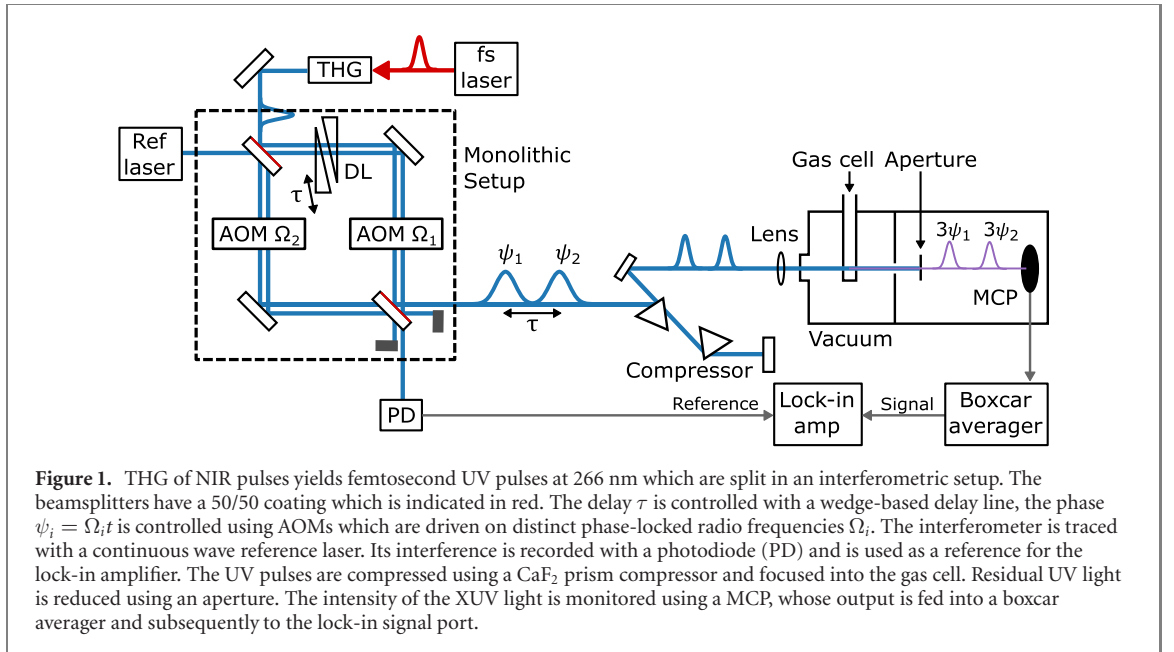 fs
laser
THG
Ref
laser
DL
τ
Monolithic
Setup
AOM Ω₂
AOM Ω₁
ψ₁
ψ₂
τ
Compressor
Lens
Gas cell
Aperture
3ψ₁
3ψ₂
MCP
Vacuum
PD
Reference
Lock-in
amp
Signal
Boxcar
averager
Figure 1. THG of NIR pulses yields femtosecond UV pulses at 266 nm which are split in an interferometric setup. The
beamsplitters have a 50/50 coating which is indicated in red. The delay τ is controlled with a wedge-based delay line, the phase
ψᵢ = Ωᵢt is controlled using AOMs which are driven on distinct phase-locked radio frequencies Ωᵢ. The interferometer is traced
with a continuous wave reference laser. Its interference is recorded with a photodiode (PD) and is used as a reference for the
lock-in amplifier. The UV pulses are compressed using a CaF₂ prism compressor and focused into the gas cell. Residual UV light
is reduced using an aperture. The intensity of the XUV light is monitored using a MCP, whose output is fed into a boxcar
averager and subsequently to the lock-in signal port.